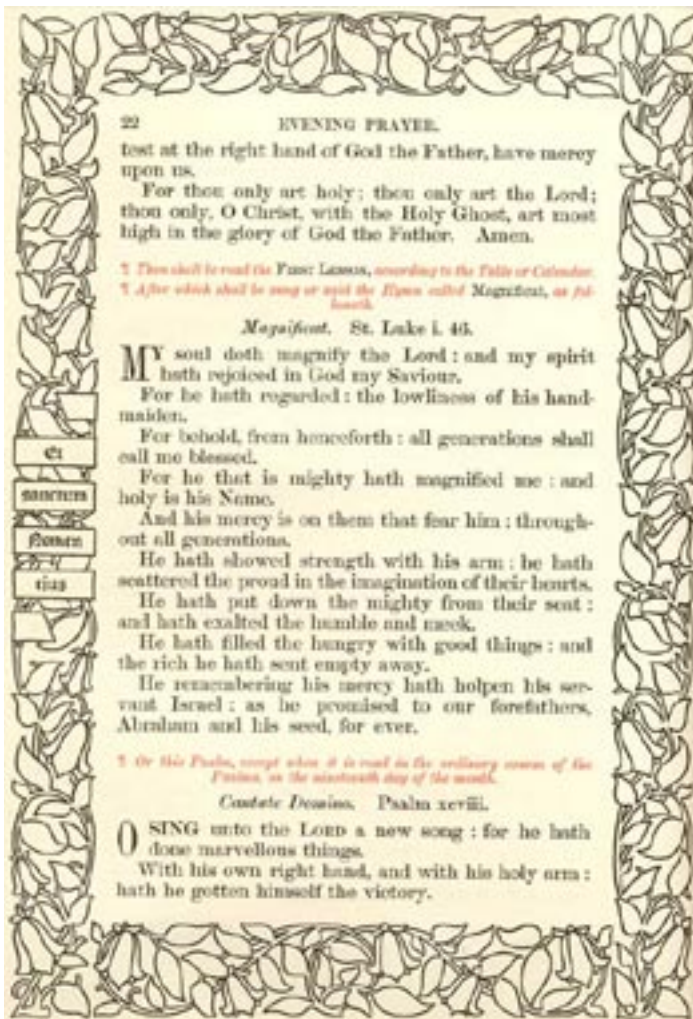 22 EVENING PRAYER.
test at the right hand of God the Father, have mercy
upon us.
For thou only art holy; thou only art the Lord;
thou only, O Christ, with the Holy Ghost, art most
high in the glory of God the Father. Amen.
¶ Then shall be read the First Lesson, according to the Table or Calendar.
¶ After which shall be sung or said the Hymn called Magnificat, as fol-
loweth.
Magnificat. St. Luke i. 46.
MY soul doth magnify the Lord : and my spirit
hath rejoiced in God my Saviour.
For he hath regarded : the lowliness of his hand-
maiden.
For behold, from henceforth : all generations shall
call me blessed.
For he that is mighty hath magnified me : and
holy is his Name.
And his mercy is on them that fear him : through-
out all generations.
He hath showed strength with his arm : he hath
scattered the proud in the imagination of their hearts.
He hath put down the mighty from their seat :
and hath exalted the humble and meek.
He hath filled the hungry with good things : and
the rich he hath sent empty away.
He remembering his mercy hath holpen his ser-
vant Israel : as he promised to our forefathers,
Abraham and his seed, for ever.
¶ Or this Psalm, except when it is read in the ordinary course of the
Psalms, on the nineteenth day of the month.
Cantate Domino. Psalm xcviii.
O SING unto the LORD a new song : for he hath
done marvellous things.
With his own right hand, and with his holy arm :
hath he gotten himself the victory.
Et
sanctum
Nomen
ejus